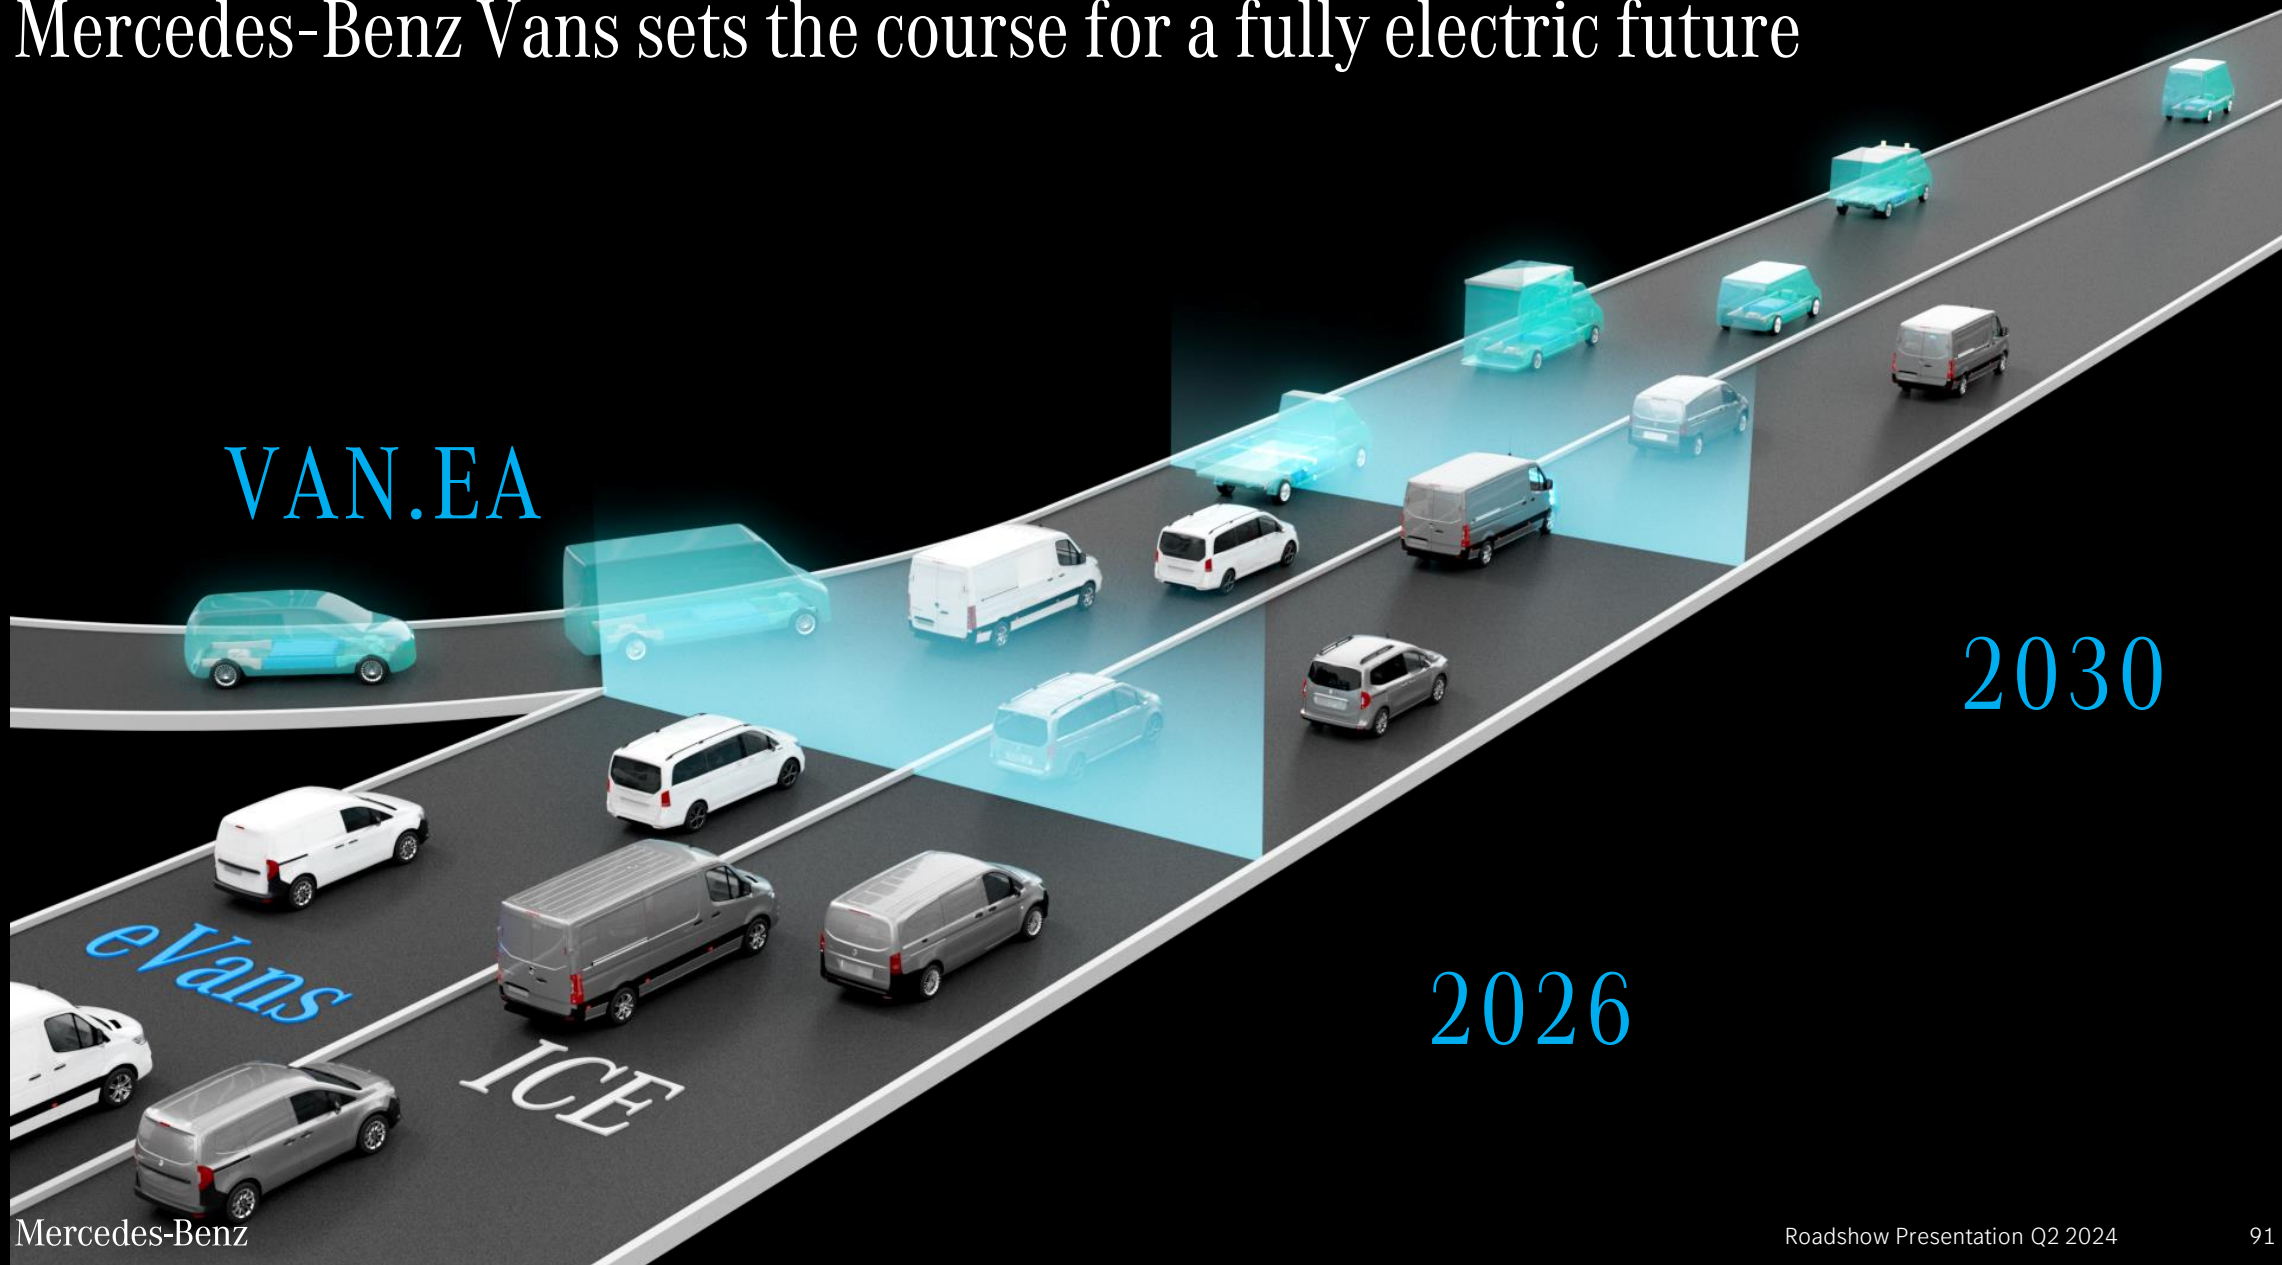 Mercedes-Benz Vans sets the course for a fully electric future
VAN.EA
2030
eVans
2026
ICE
Mercedes-Benz
Roadshow Presentation Q2 2024
91